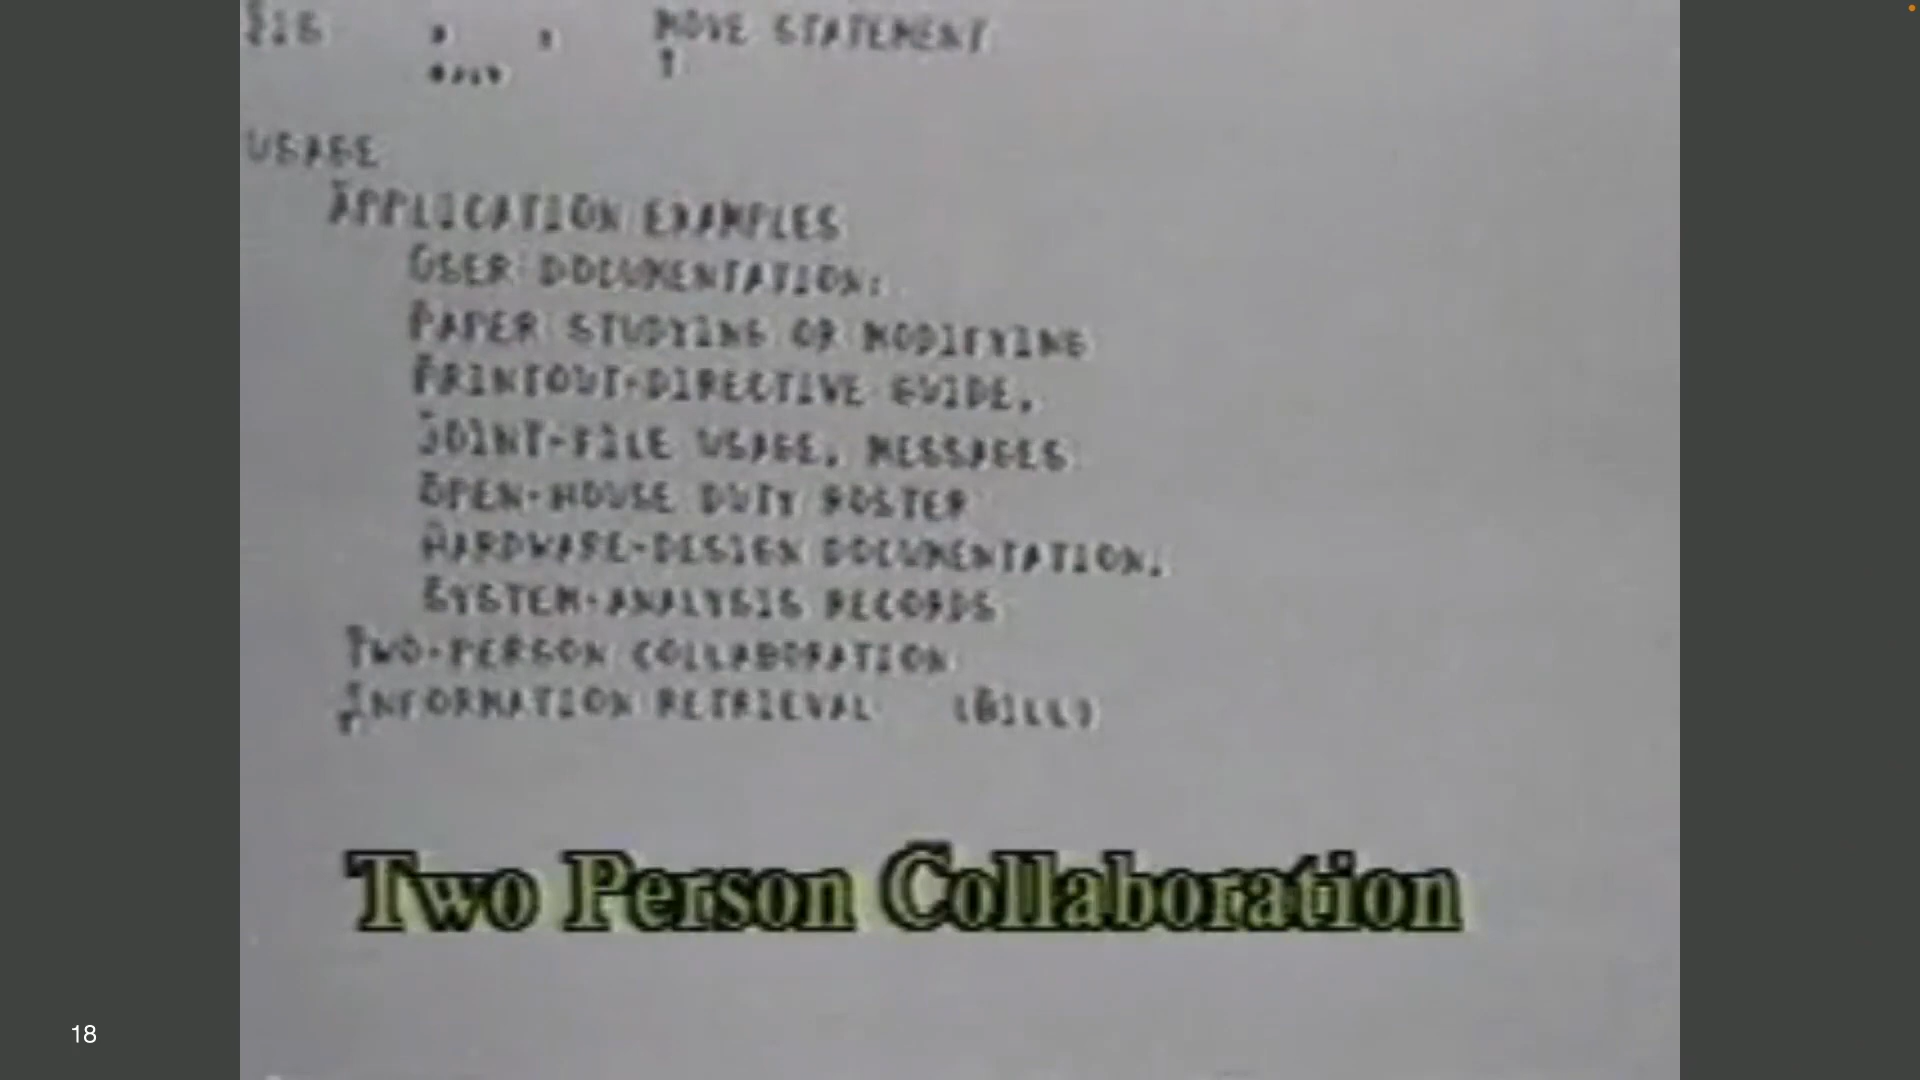 MOVE STATEMENT
USAGE
APPLICATION EXAMPLES
USER DOCUMENTATION:
PAPER STUDYING OR MODIFYING
PRINTOUT-DIRECTIVE GUIDE,
JOINT-FILE USAGE, MESSAGES
OPEN-HOUSE DUTY ROSTER
HARDWARE-DESIGN DOCUMENTATION,
SYSTEM-ANALYSIS RECORDS
TWO-PERSON COLLABORATION
INFORMATION RETRIEVAL (BILL)
Two Person Collaboration
18